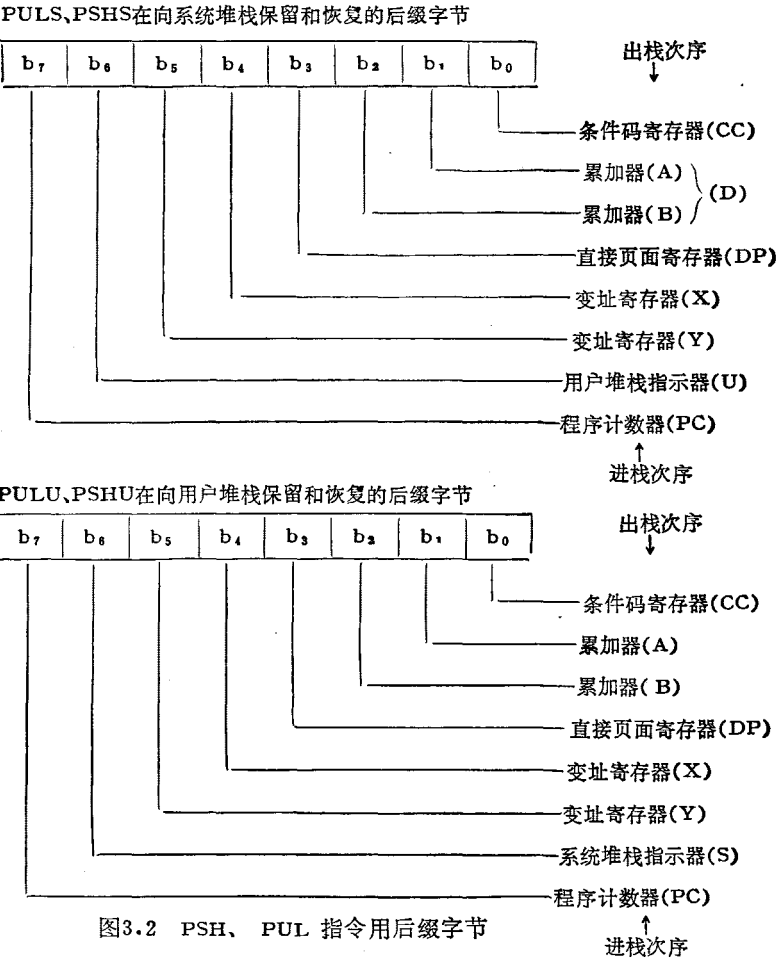 PULS、PSHS在向系统堆栈保留和恢复的后缀字节
b₇ b₆ b₅ b₄ b₃ b₂ b₁ b₀
出栈次序
↓
条件码寄存器(CC)
累加器(A)
(D)
累加器(B)
直接页面寄存器(DP)
变址寄存器(X)
变址寄存器(Y)
用户堆栈指示器(U)
程序计数器(PC)
↑
进栈次序
PULU、PSHU在向用户堆栈保留和恢复的后缀字节
b₇ b₆ b₅ b₄ b₃ b₂ b₁ b₀
出栈次序
↓
条件码寄存器(CC)
累加器(A)
累加器(B)
直接页面寄存器(DP)
变址寄存器(X)
变址寄存器(Y)
系统堆栈指示器(S)
程序计数器(PC)
↑
进栈次序
图3.2 PSH、 PUL 指令用后缀字节